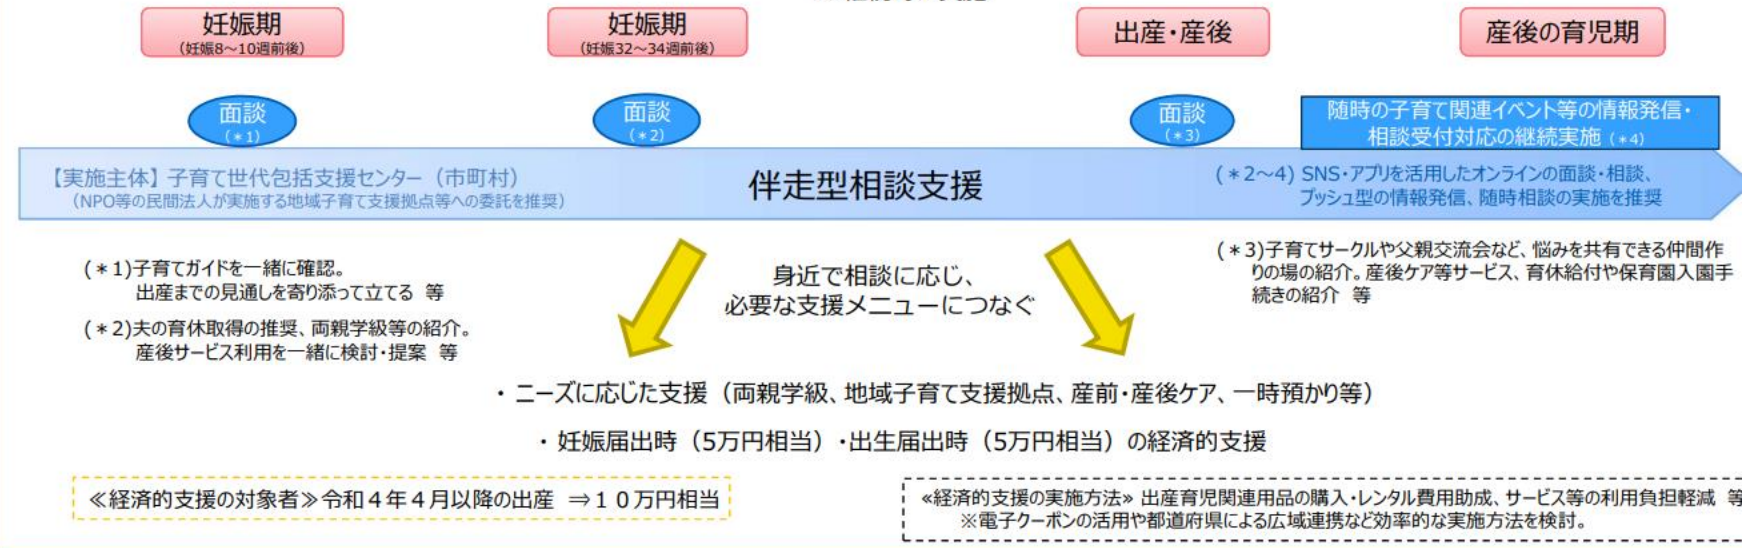 妊娠期
(妊娠8～10週前後)
妊娠期
(妊娠32～34週前後)
出産・産後
産後の育児期
面談
(＊1)
面談
(＊2)
面談
(＊3)
随時の子育て関連イベント等の情報発信・
相談受付対応の継続実施 (＊4)
【実施主体】子育て世代包括支援センター（市町村）
（NPO等の民間法人が実施する地域子育て支援拠点等への委託を推奨）
伴走型相談支援
(＊2～4) SNS・アプリを活用したオンラインの面談・相談、
プッシュ型の情報発信、随時相談の実施を推奨
(＊1)子育てガイドを一緒に確認。
出産までの見通しを寄り添って立てる 等
(＊2)夫の育休取得の推奨、両親学級等の紹介。
産後サービス利用を一緒に検討・提案 等
身近で相談に応じ、
必要な支援メニューにつなぐ
(＊3)子育てサークルや父親交流会など、悩みを共有できる仲間作
りの場の紹介。産後ケア等サービス、育休給付や保育園入園手
続きの紹介 等
・ニーズに応じた支援（両親学級、地域子育て支援拠点、産前・産後ケア、一時預かり等）
・妊娠届出時（5万円相当）・出生届出時（5万円相当）の経済的支援
≪経済的支援の対象者≫令和４年４月以降の出産 ⇒１０万円相当
≪経済的支援の実施方法≫ 出産育児関連用品の購入・レンタル費用助成、サービス等の利用負担軽減 等
※電子クーポンの活用や都道府県による広域連携など効率的な実施方法を検討。